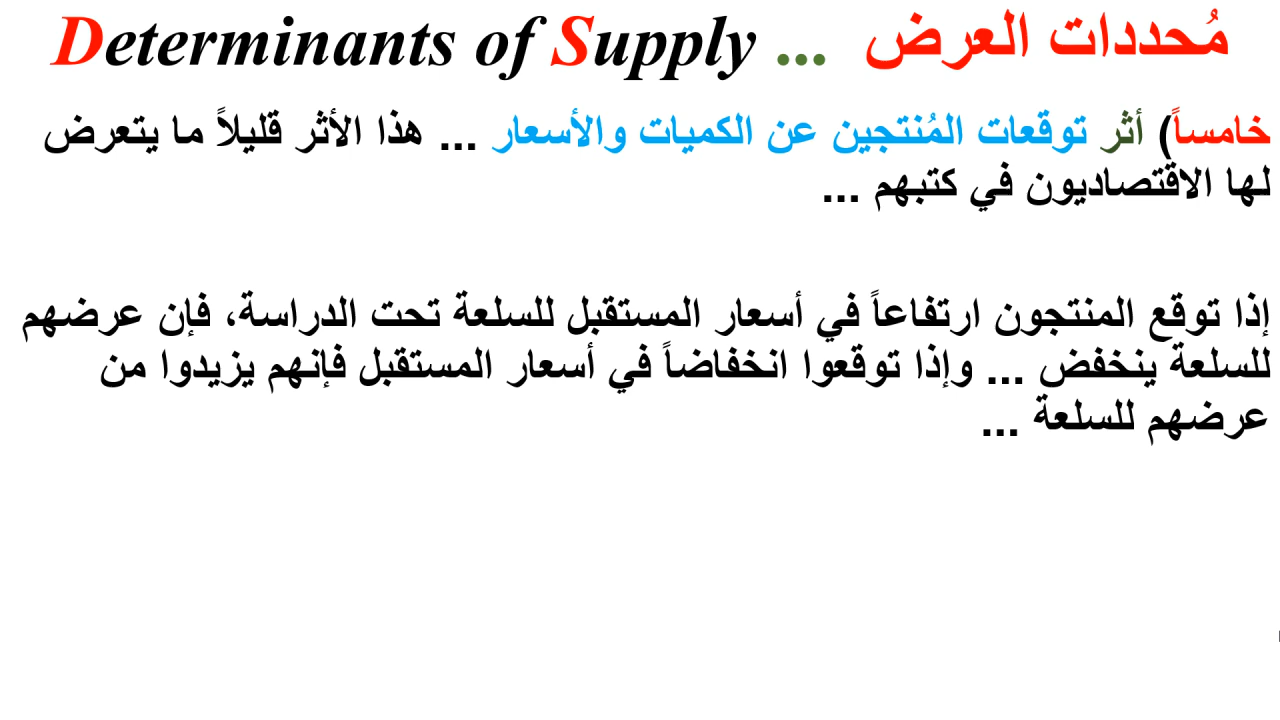 مُحددات العرض ... Determinants of Supply
خامساً) أثر توقعات المُنتجين عن الكميات والأسعار ... هذا الأثر قليلاً ما يتعرض
لها الاقتصاديون في كتبهم ...
إذا توقع المنتجون ارتفاعاً في أسعار المستقبل للسلعة تحت الدراسة، فإن عرضهم
للسلعة ينخفض ... وإذا توقعوا انخفاضاً في أسعار المستقبل فإنهم يزيدوا من
عرضهم للسلعة ...